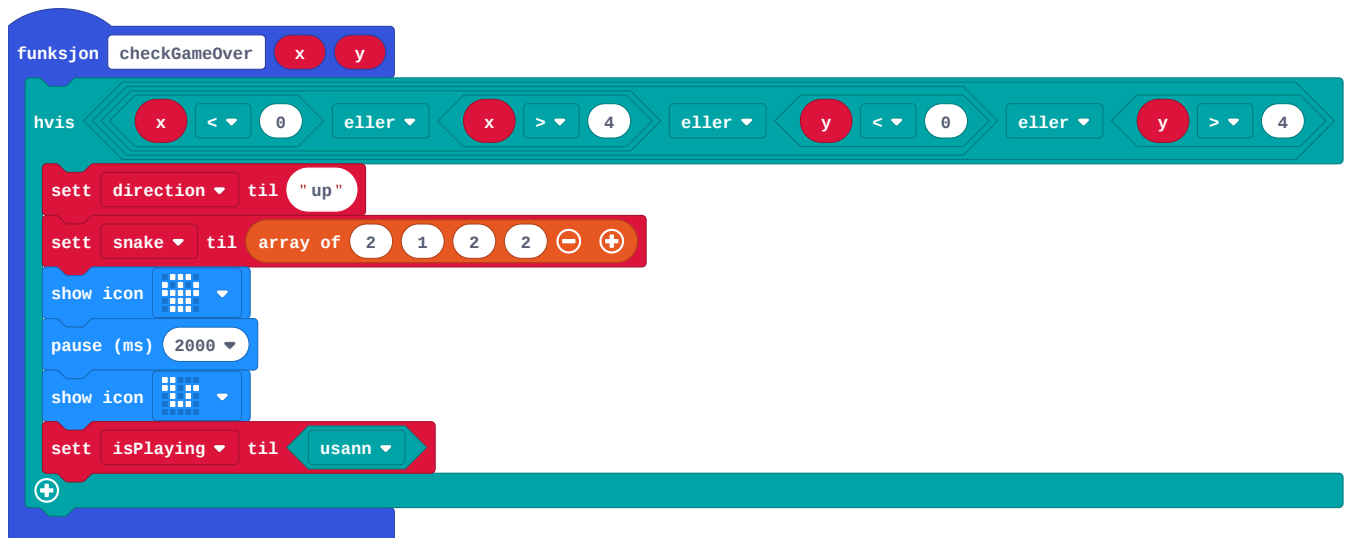 funksjon checkGameOver x y
hvis x < 0 eller x > 4 eller y < 0 eller y > 4
sett direction til "up"
sett snake til array of 2 1 2 2
show icon
pause (ms) 2000
show icon
sett isPlaying til usann